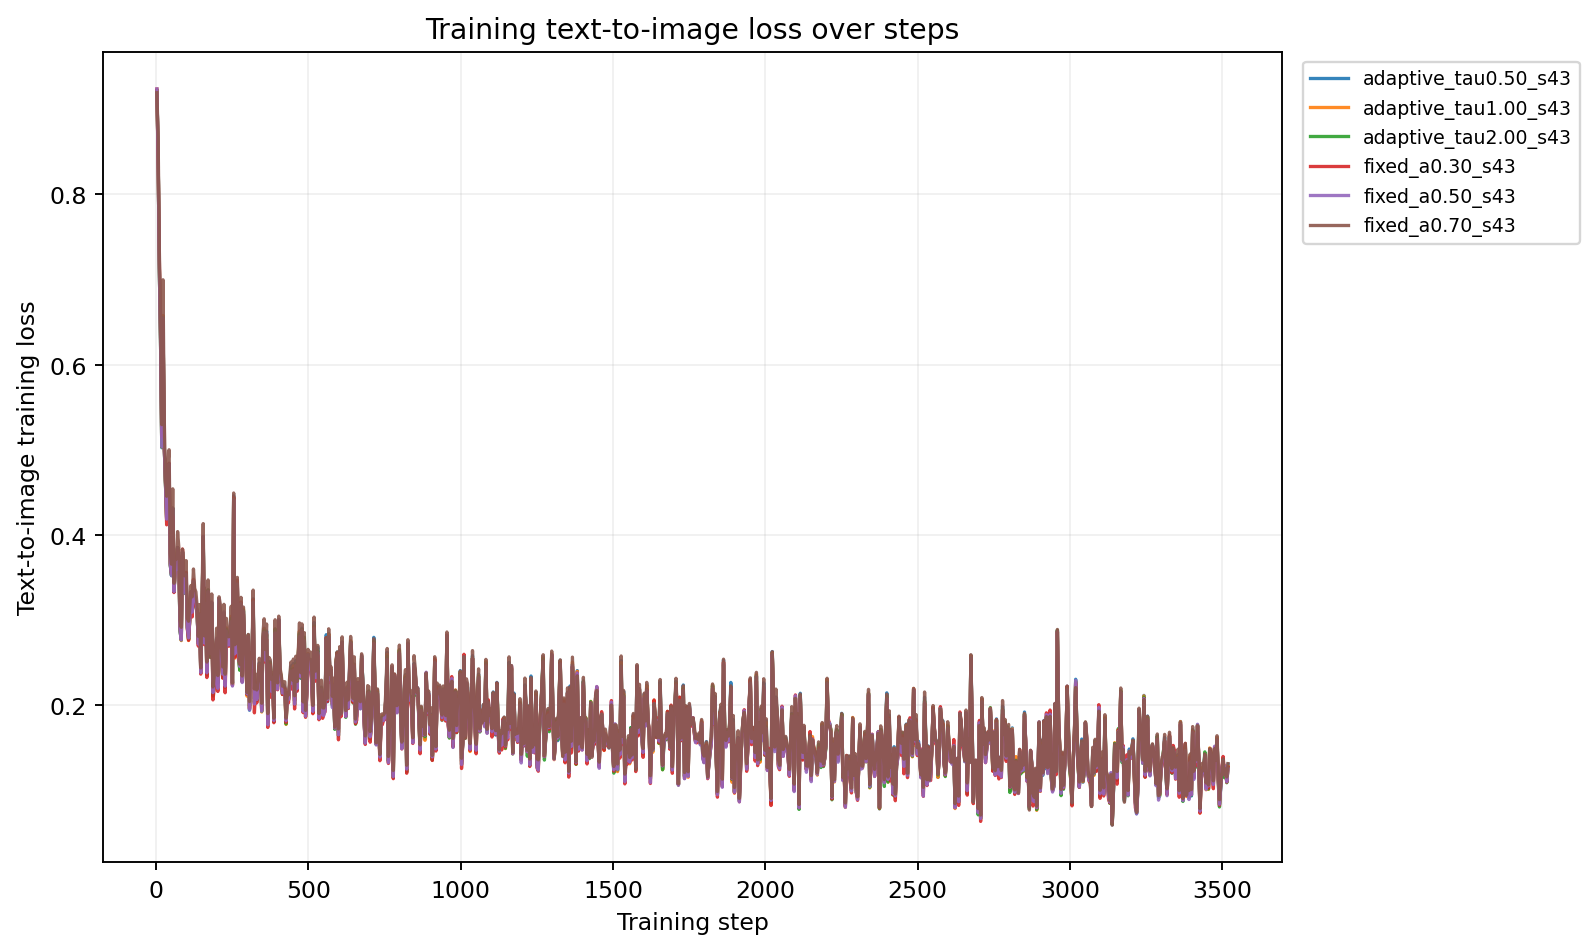 Training text-to-image loss over steps
Text-to-image training loss
0.8
0.6
0.4
0.2
0
500
1000
1500
2000
2500
3000
3500
Training step
adaptive_tau0.50_s43
adaptive_tau1.00_s43
adaptive_tau2.00_s43
fixed_a0.30_s43
fixed_a0.50_s43
fixed_a0.70_s43